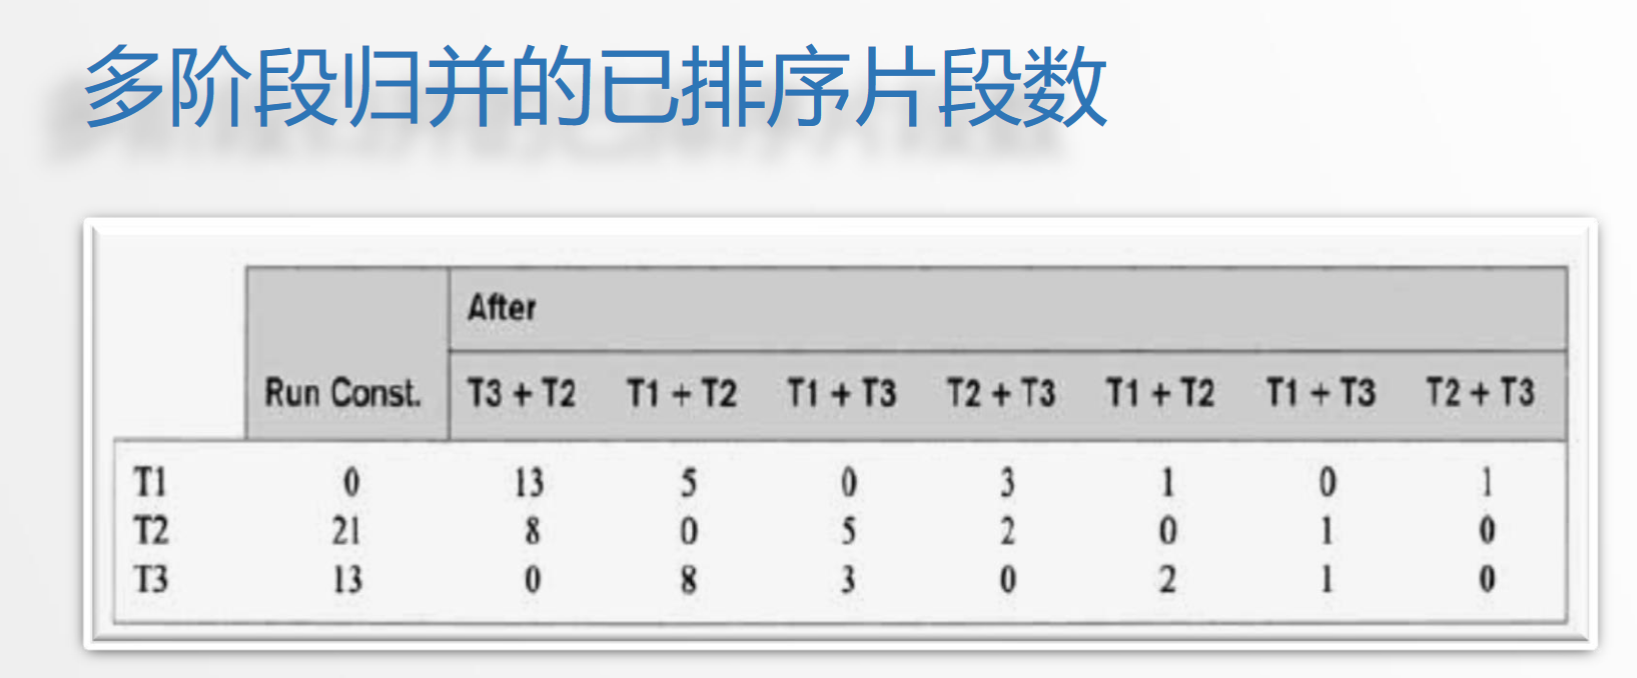 多阶段归并的已排序片段数
After
Run Const. T3 + T2 T1 + T2 T1 + T3 T2 + T3 T1 + T2 T1 + T3 T2 + T3
T1 0 13 5 0 3 1 0 1
T2 21 8 0 5 2 0 1 0
T3 13 0 8 3 0 2 1 0